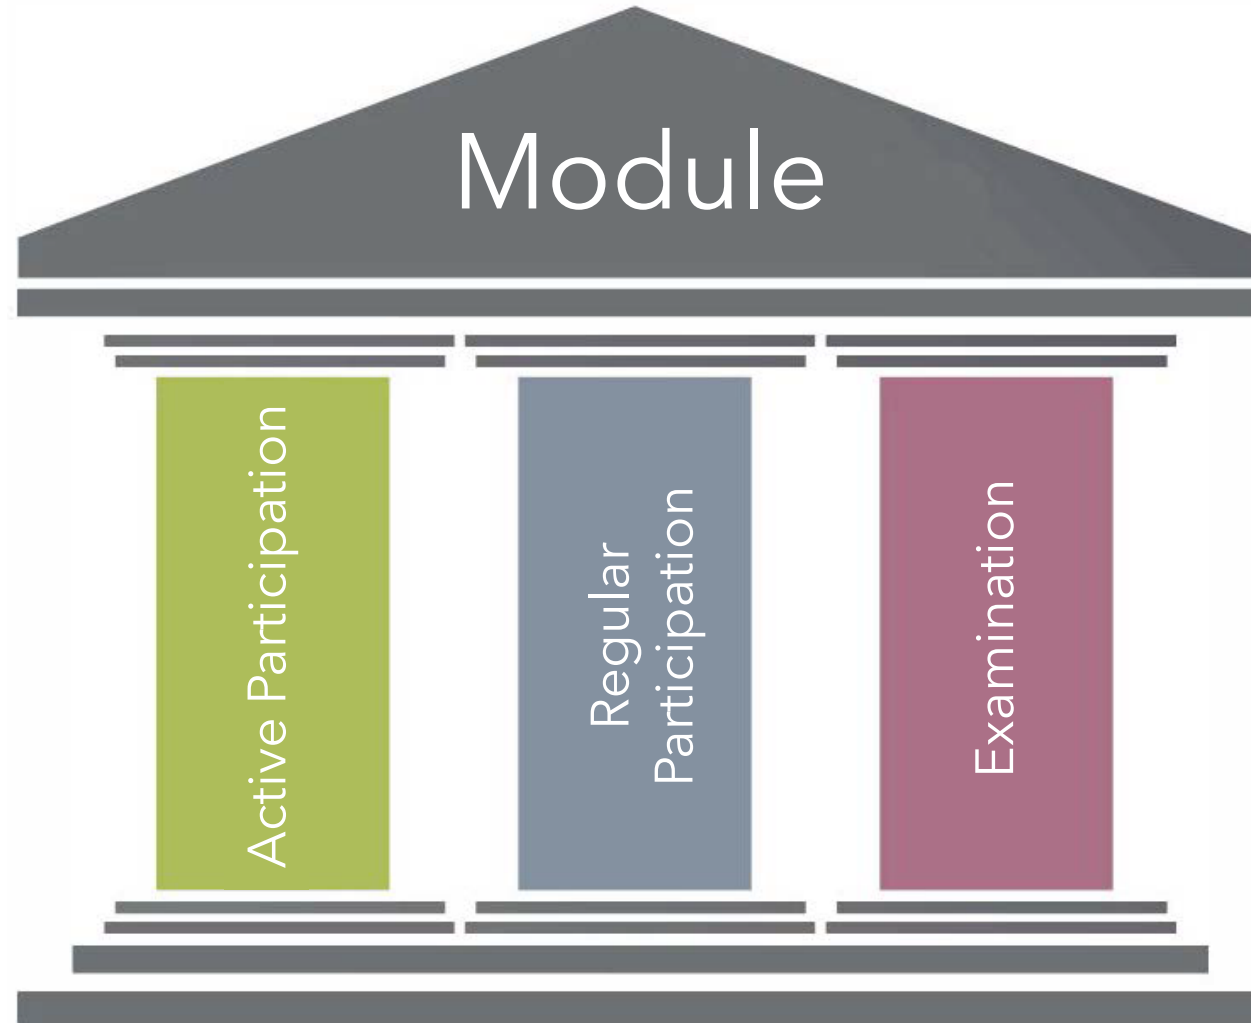 Module
Active Participation
Regular
Participation
Examination